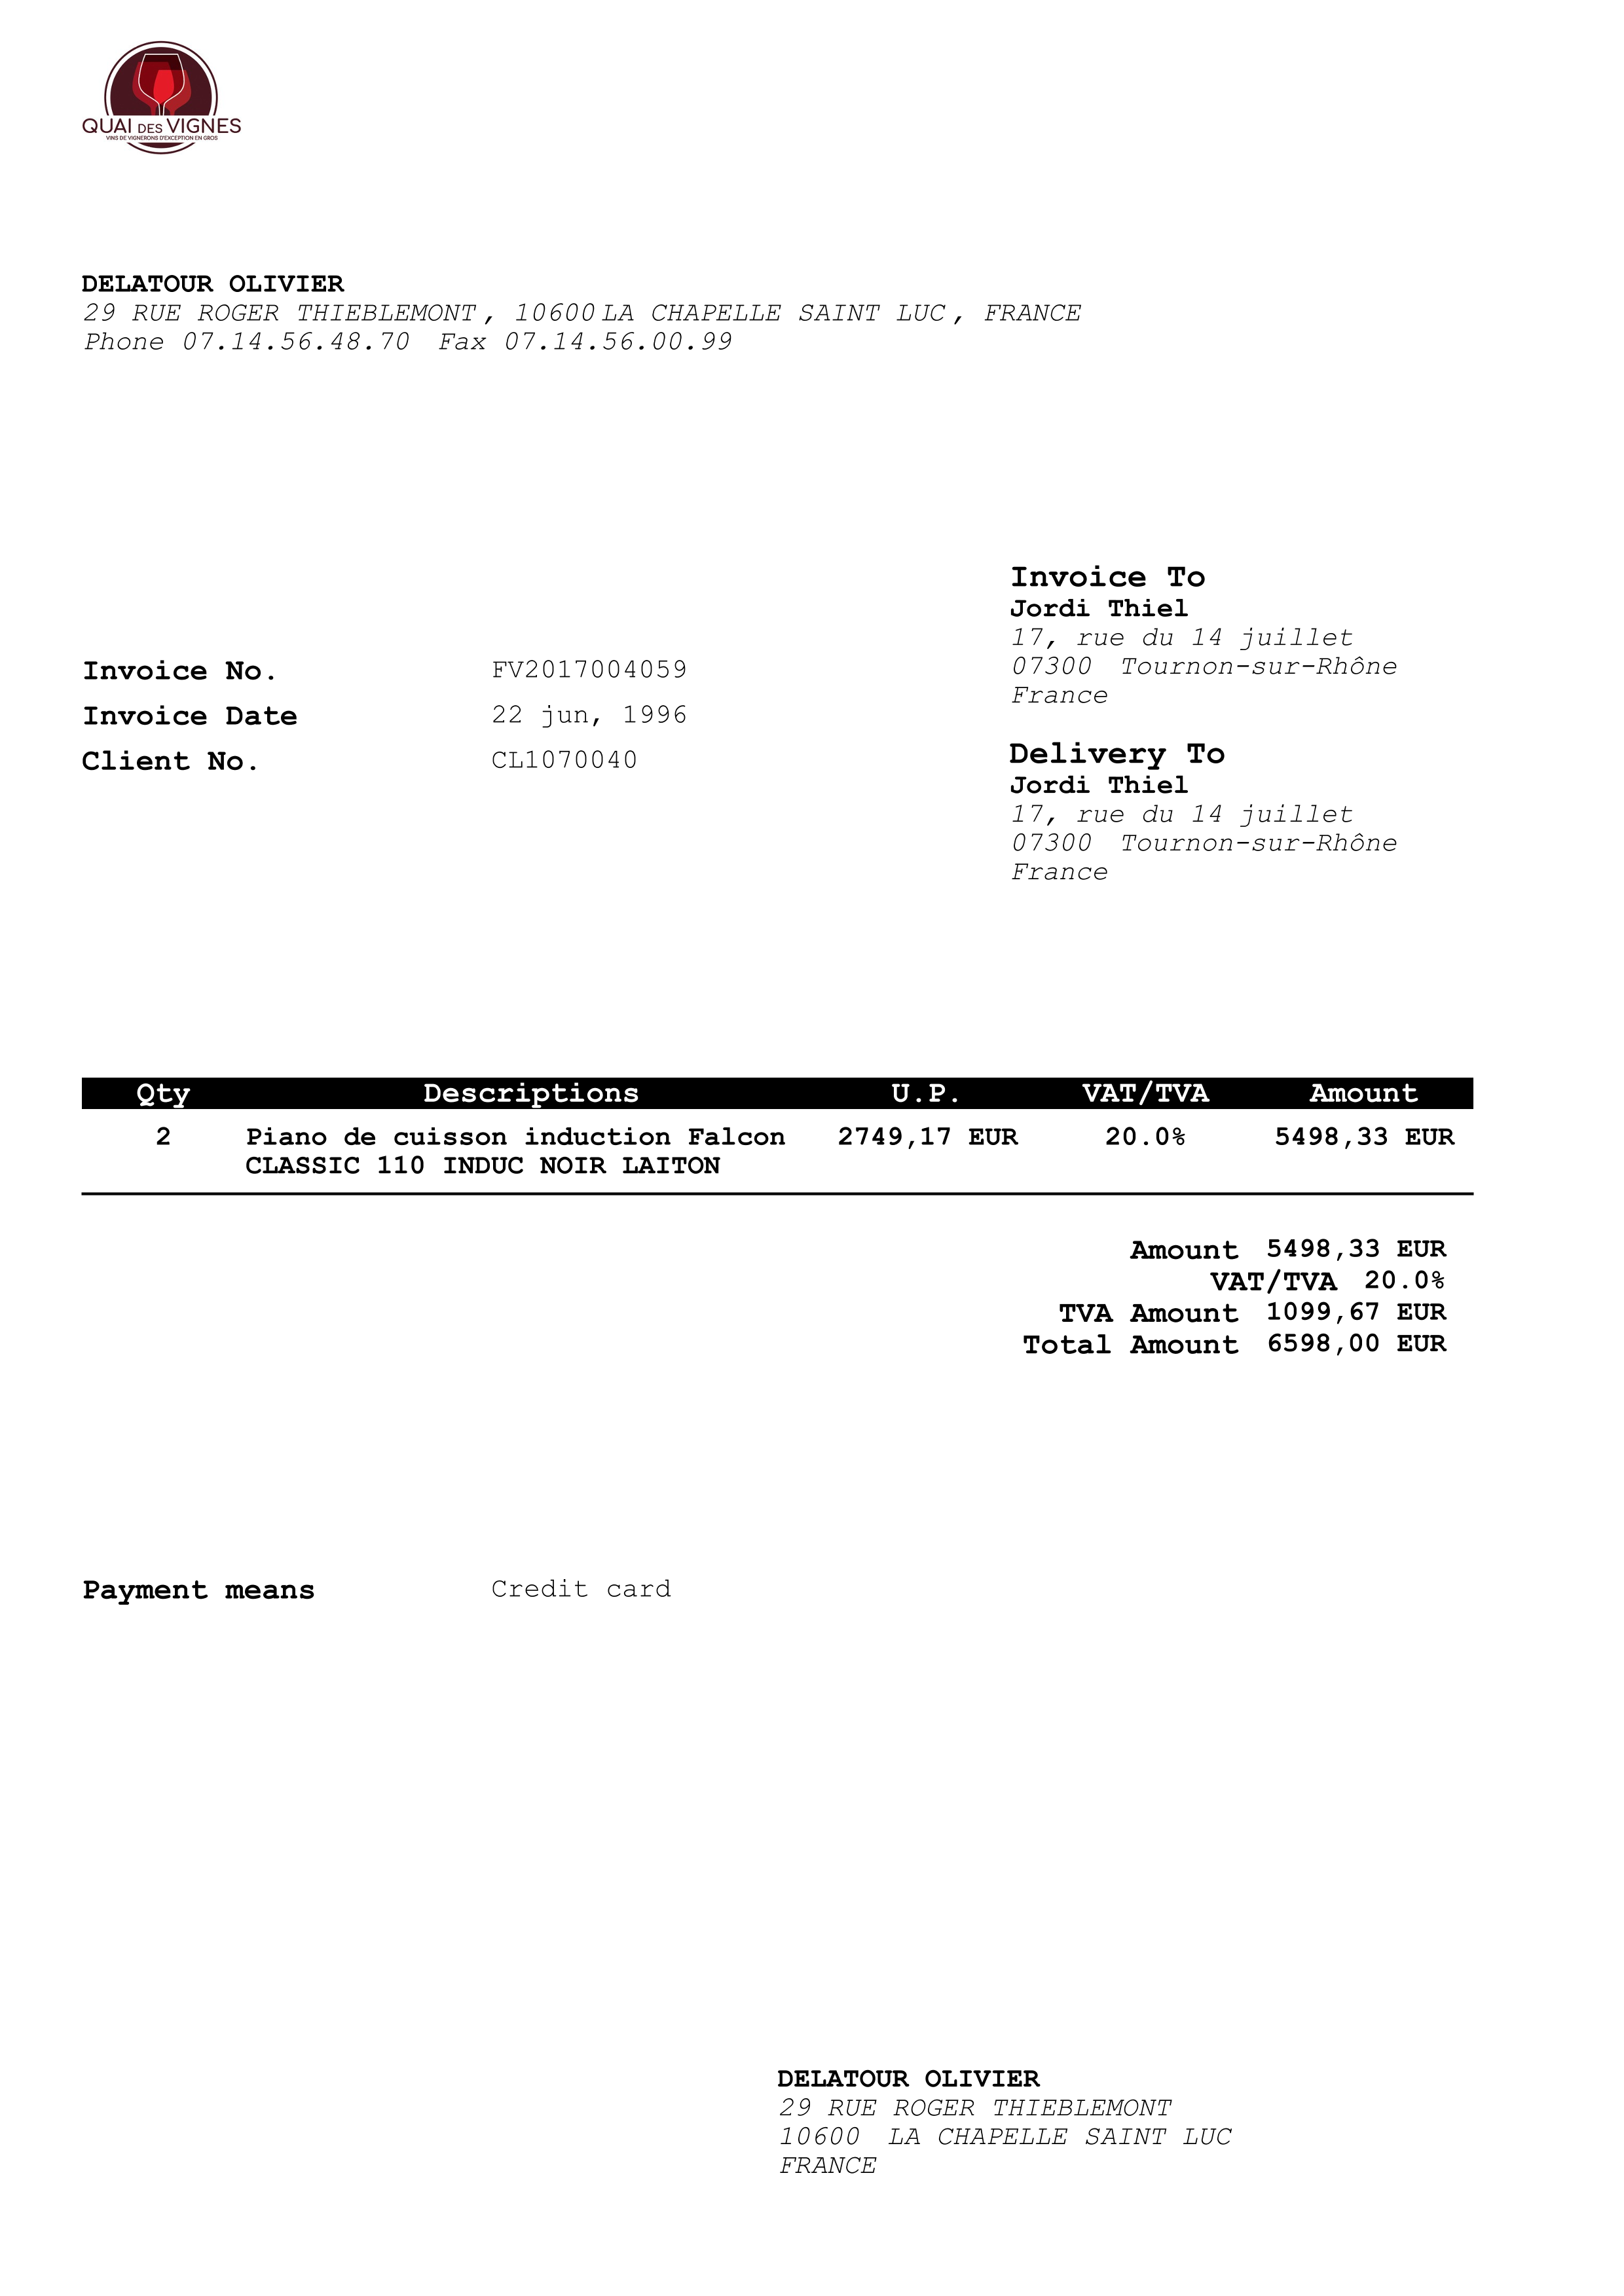 QUAI DES VIGNES
VINS DE VIGNERONS D'EXCEPTION EN GROS
DELATOUR OLIVIER
29 RUE ROGER THIEBLEMONT, 10600 LA CHAPELLE SAINT LUC, FRANCE
Phone 07.14.56.48.70 Fax 07.14.56.00.99
Invoice To
Jordi Thiel
17, rue du 14 juillet
07300 Tournon-sur-Rhône
France
Invoice No. FV2017004059
Invoice Date 22 jun, 1996
Client No. CL1070040
Delivery To
Jordi Thiel
17, rue du 14 juillet
07300 Tournon-sur-Rhône
France
Qty Descriptions U.P. VAT/TVA Amount
2 Piano de cuisson induction Falcon 2749,17 EUR 20.0% 5498,33 EUR
CLASSIC 110 INDUC NOIR LAITON
Amount 5498,33 EUR
VAT/TVA 20.0%
TVA Amount 1099,67 EUR
Total Amount 6598,00 EUR
Payment means Credit card
DELATOUR OLIVIER
29 RUE ROGER THIEBLEMONT
10600 LA CHAPELLE SAINT LUC
FRANCE